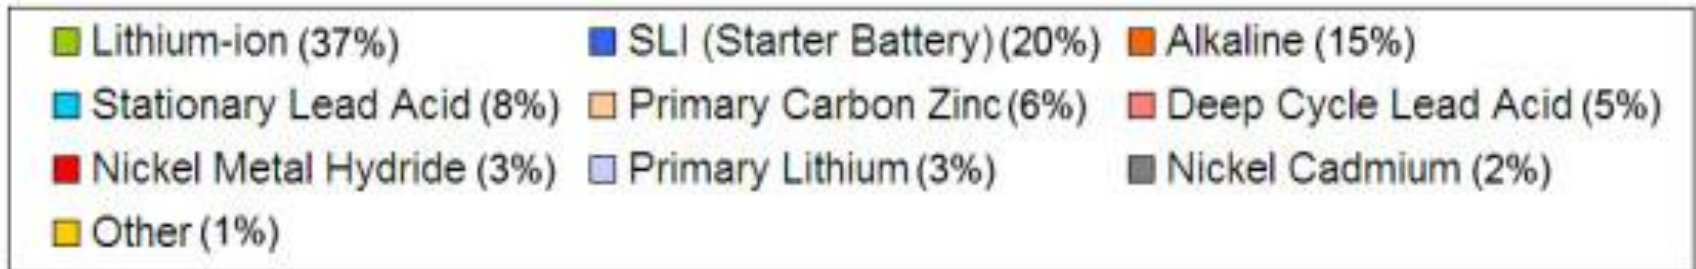 Lithium-ion (37%) SLI (Starter Battery) (20%) Alkaline (15%)
Stationary Lead Acid (8%) Primary Carbon Zinc (6%) Deep Cycle Lead Acid (5%)
Nickel Metal Hydride (3%) Primary Lithium (3%) Nickel Cadmium (2%)
Other (1%)